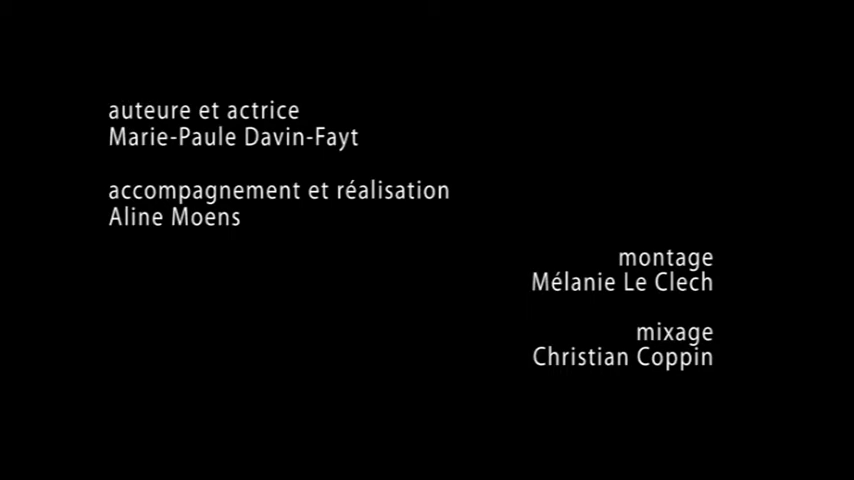 auteure et actrice
Marie-Paule Davin-Fayt
accompagnement et réalisation
Aline Moens
montage
Mélanie Le Clech
mixage
Christian Coppin